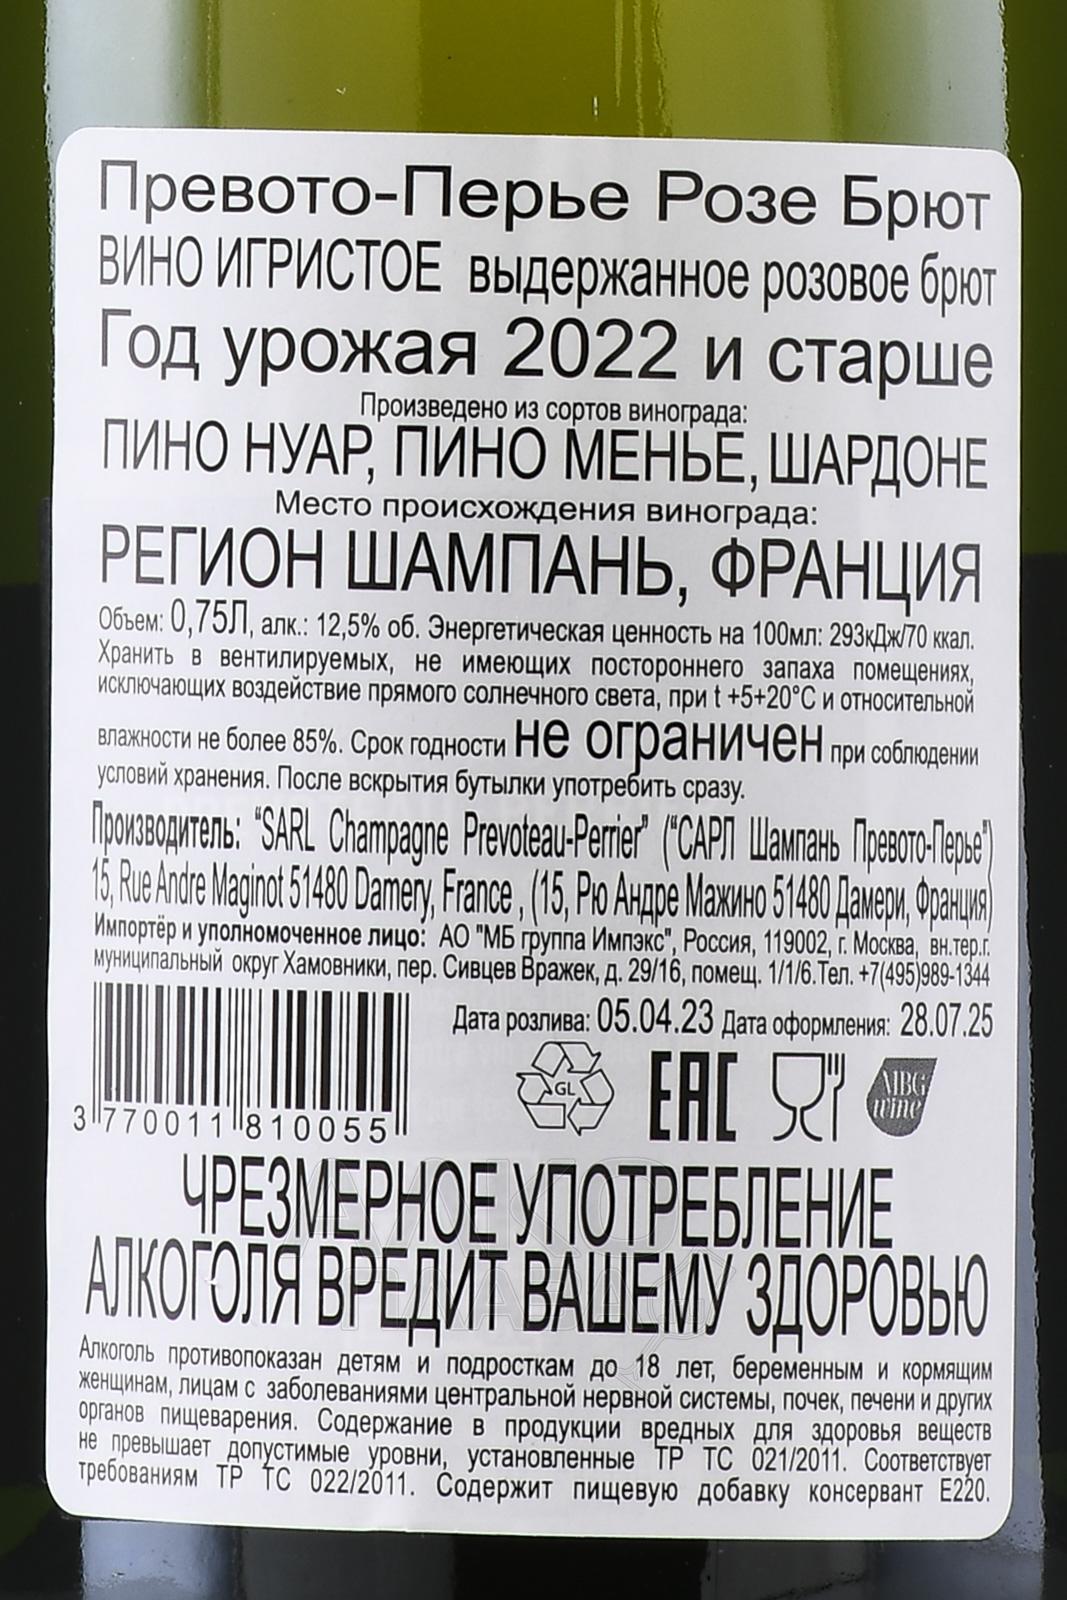 Превото-Перье Розе Брют
ВИНО ИГРИСТОЕ выдержанное розовое брют
Год урожая 2022 и старше
Произведено из сортов винограда:
ПИНО НУАР, ПИНО МЕНЬЕ, ШАРДОНЕ
Место происхождения винограда:
РЕГИОН ШАМПАНЬ, ФРАНЦИЯ
Объем: 0,75Л, алк.: 12,5% об. Энергетическая ценность на 100мл: 293кДж/70 ккал.
Хранить в вентилируемых, не имеющих постороннего запаха помещениях,
исключающих воздействие прямого солнечного света, при t +5+20°С и относительной
влажности не более 85%. Срок годности не ограничен при соблюдении
условий хранения. После вскрытия бутылки употребить сразу.
Производитель: “SARL Champagne Prevoteau-Perrier” (“САРЛ Шампань Превото-Перье”)
15, Rue Andre Maginot 51480 Damery, France , (15, Рю Андре Мажино 51480 Дамери, Франция)
Импортёр и уполномоченное лицо: АО "МБ группа Импэкс", Россия, 119002, г. Москва, вн.тер.г.
муниципальный округ Хамовники, пер. Сивцев Вражек, д. 29/16, помещ. 1/1/6.Тел. +7(495)989-1344
Дата розлива: 05.04.23 Дата оформления: 28.07.25
GL EAC MBG wine
3 770011 810055
ЧРЕЗМЕРНОЕ УПОТРЕБЛЕНИЕ
АЛКОГОЛЯ ВРЕДИТ ВАШЕМУ ЗДОРОВЬЮ
Алкоголь противопоказан детям и подросткам до 18 лет, беременным и кормящим
женщинам, лицам с заболеваниями центральной нервной системы, почек, печени и других
органов пищеварения. Содержание в продукции вредных для здоровья веществ
не превышает допустимые уровни, установленные ТР ТС 021/2011. Соответствует
требованиям ТР ТС 022/2011. Содержит пищевую добавку консервант Е220.